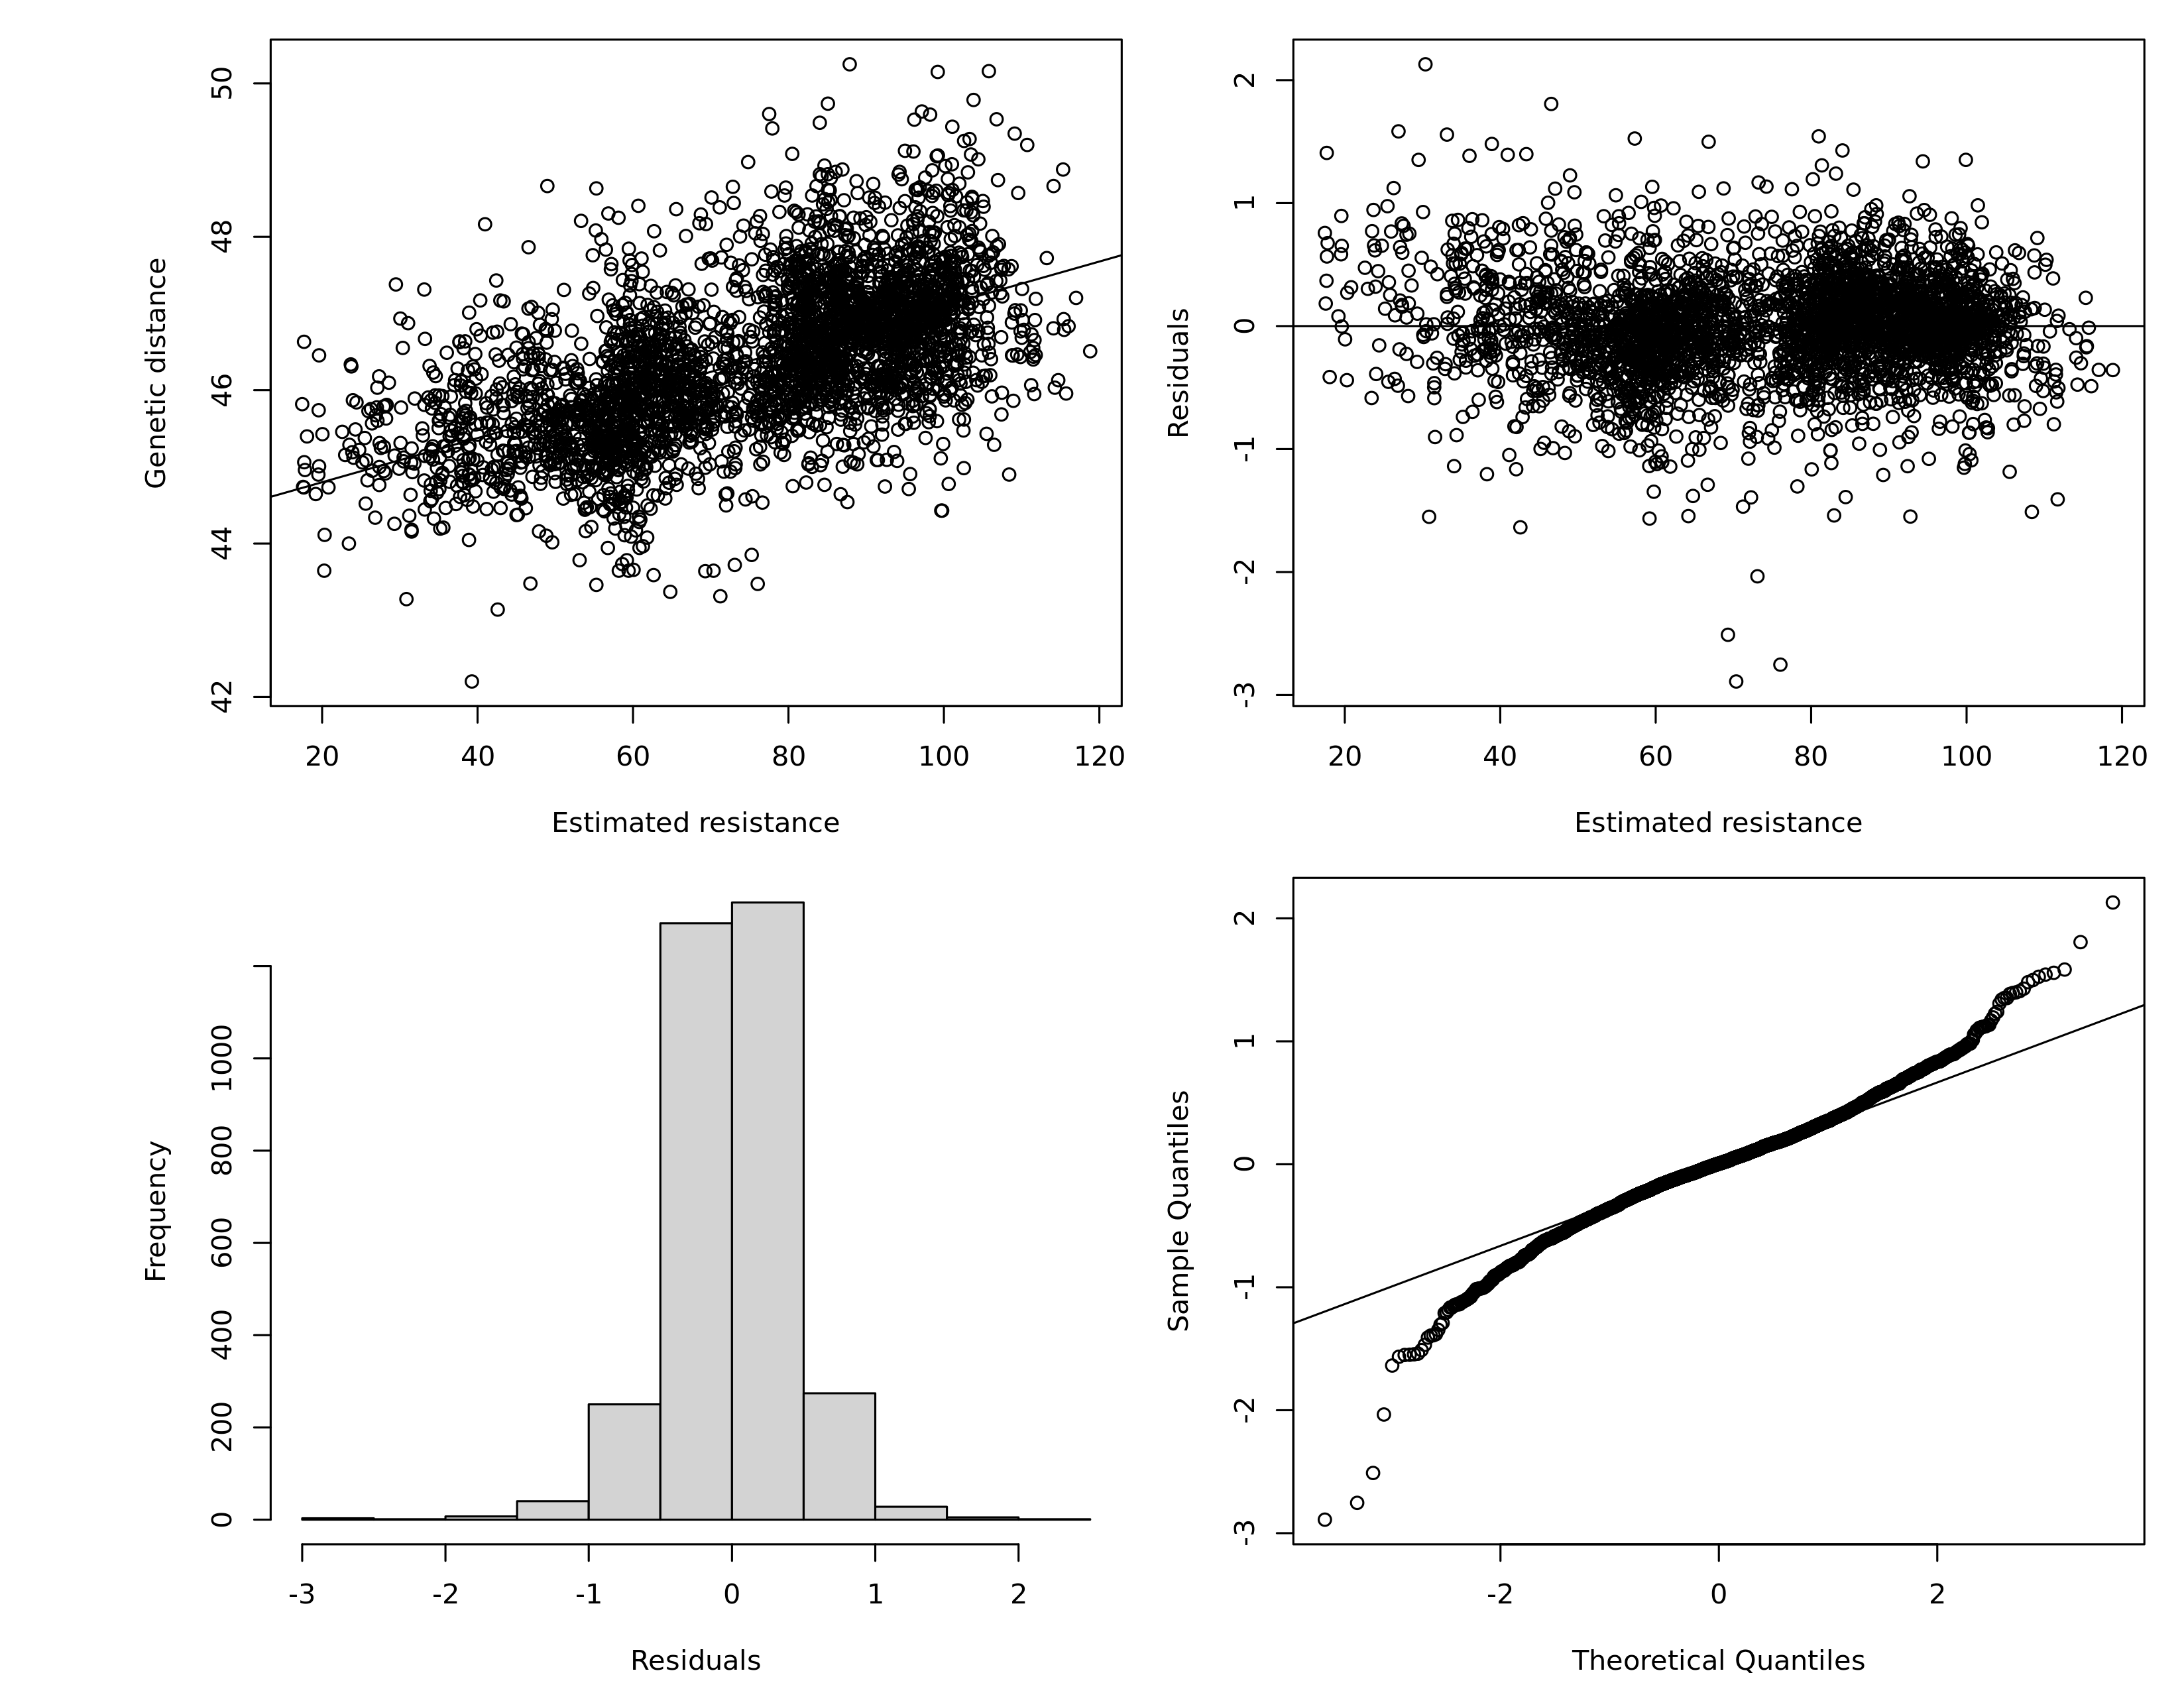 50
48
46
44
42
Genetic distance
20 40 60 80 100 120
Estimated resistance
2
1
0
-1
-2
-3
Residuals
20 40 60 80 100 120
Estimated resistance
1000
800
600
400
200
0
Frequency
-3 -2 -1 0 1 2
Residuals
2
1
0
-1
-2
-3
Sample Quantiles
-2 0 2
Theoretical Quantiles